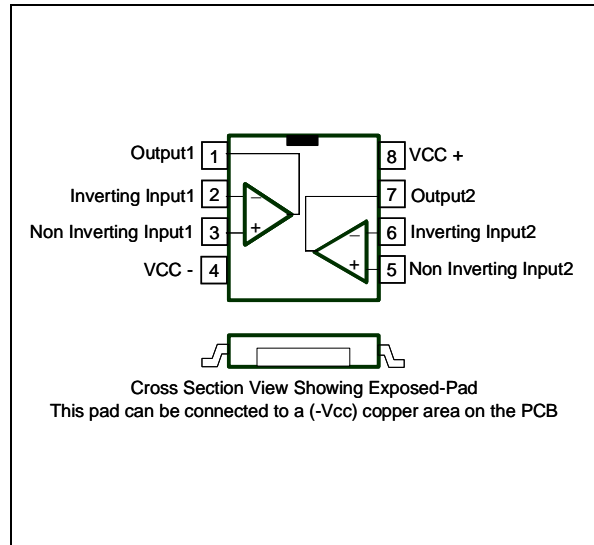 Output1 1
8 VCC +
Inverting Input1 2
7 Output2
Non Inverting Input1 3
6 Inverting Input2
VCC - 4
5 Non Inverting Input2
−
+
−
+
Cross Section View Showing Exposed-Pad
This pad can be connected to a (-Vcc) copper area on the PCB